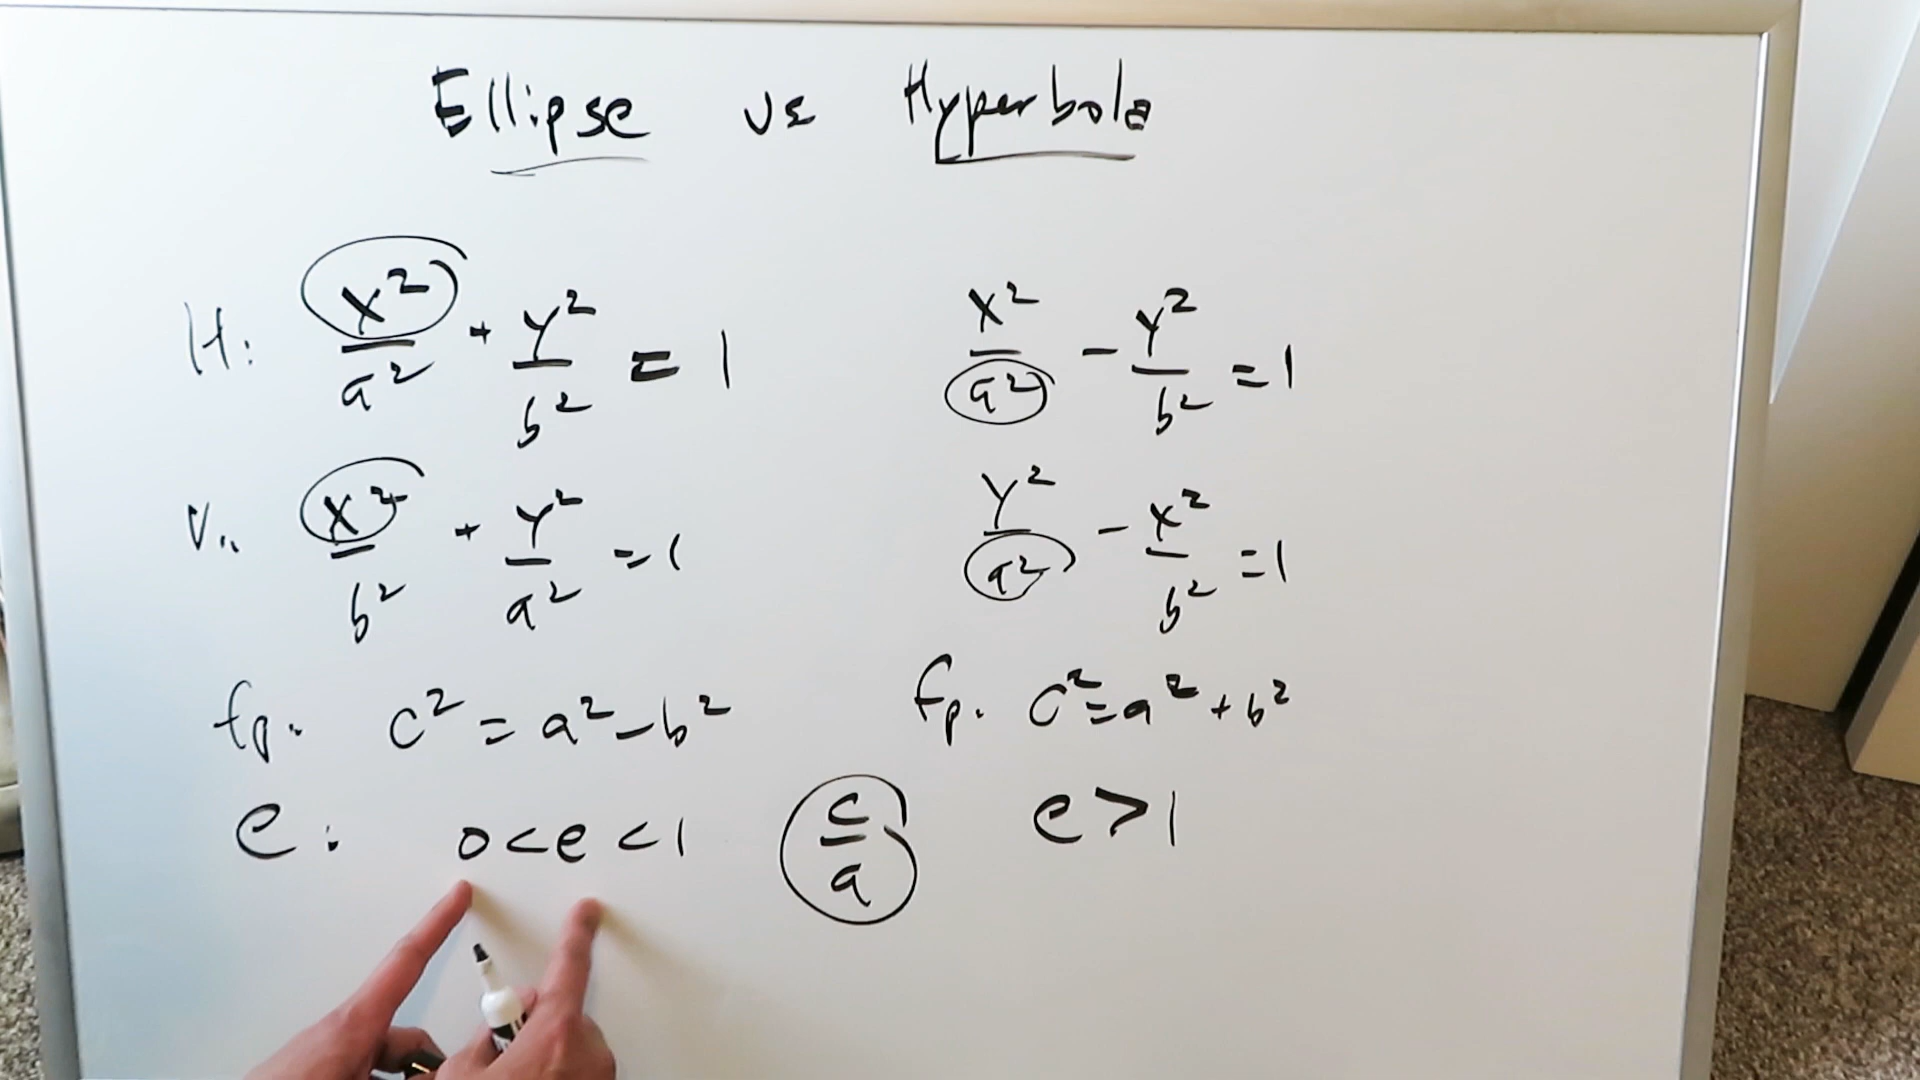 Ellipse vs Hyperbola
H: x²/a² + y²/b² = 1    x²/a² - y²/b² = 1
V: x²/b² + y²/a² = 1    y²/a² - x²/b² = 1
fp. c² = a² - b²    fp. c² = a² + b²
e: 0 < e < 1    c/a    e > 1